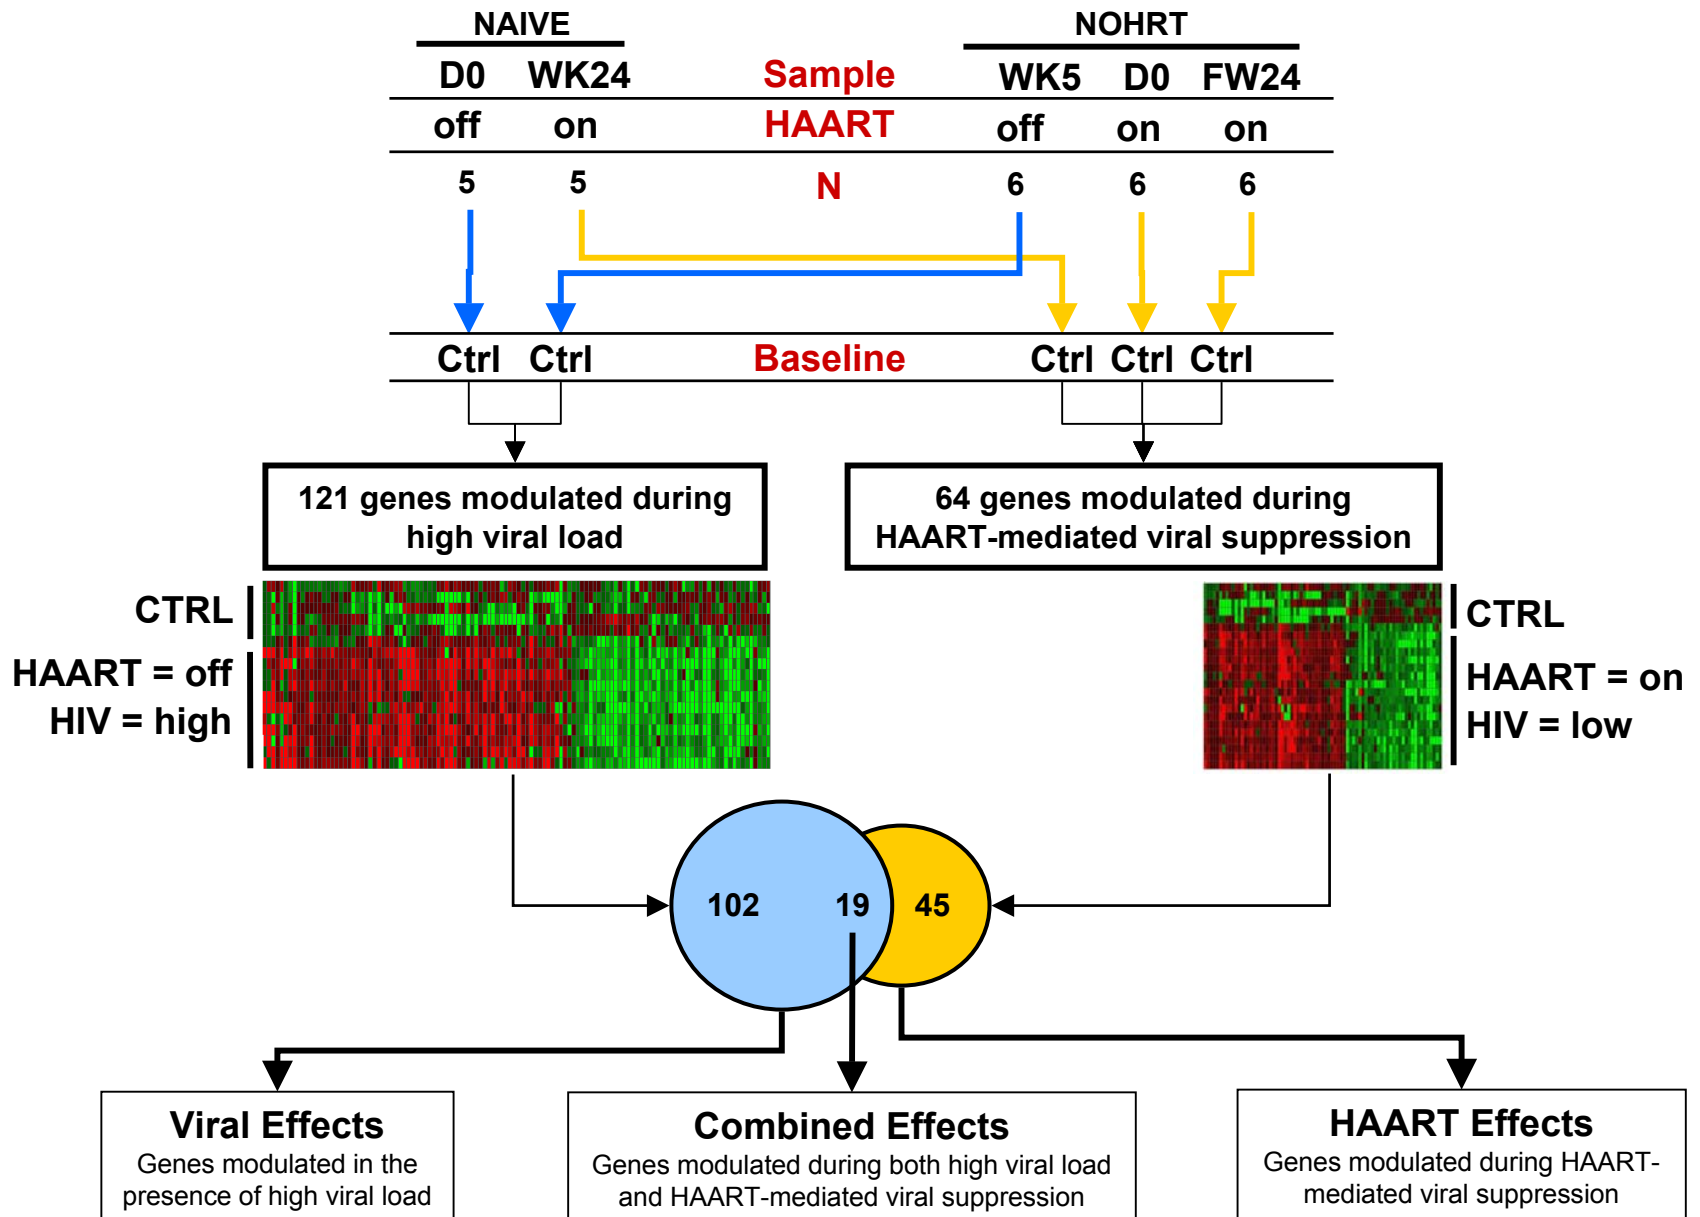 NAIVE NOHRT
D0 WK24 Sample WK5 D0 FW24
off on HAART off on on
5 5 N 6 6 6
Ctrl Ctrl Baseline Ctrl Ctrl Ctrl
121 genes modulated during
high viral load
64 genes modulated during
HAART-mediated viral suppression
CTRL
HAART = off
HIV = high
CTRL
HAART = on
HIV = low
102 19 45
Viral Effects
Genes modulated in the
presence of high viral load
Combined Effects
Genes modulated during both high viral load
and HAART-mediated viral suppression
HAART Effects
Genes modulated during HAART-
mediated viral suppression